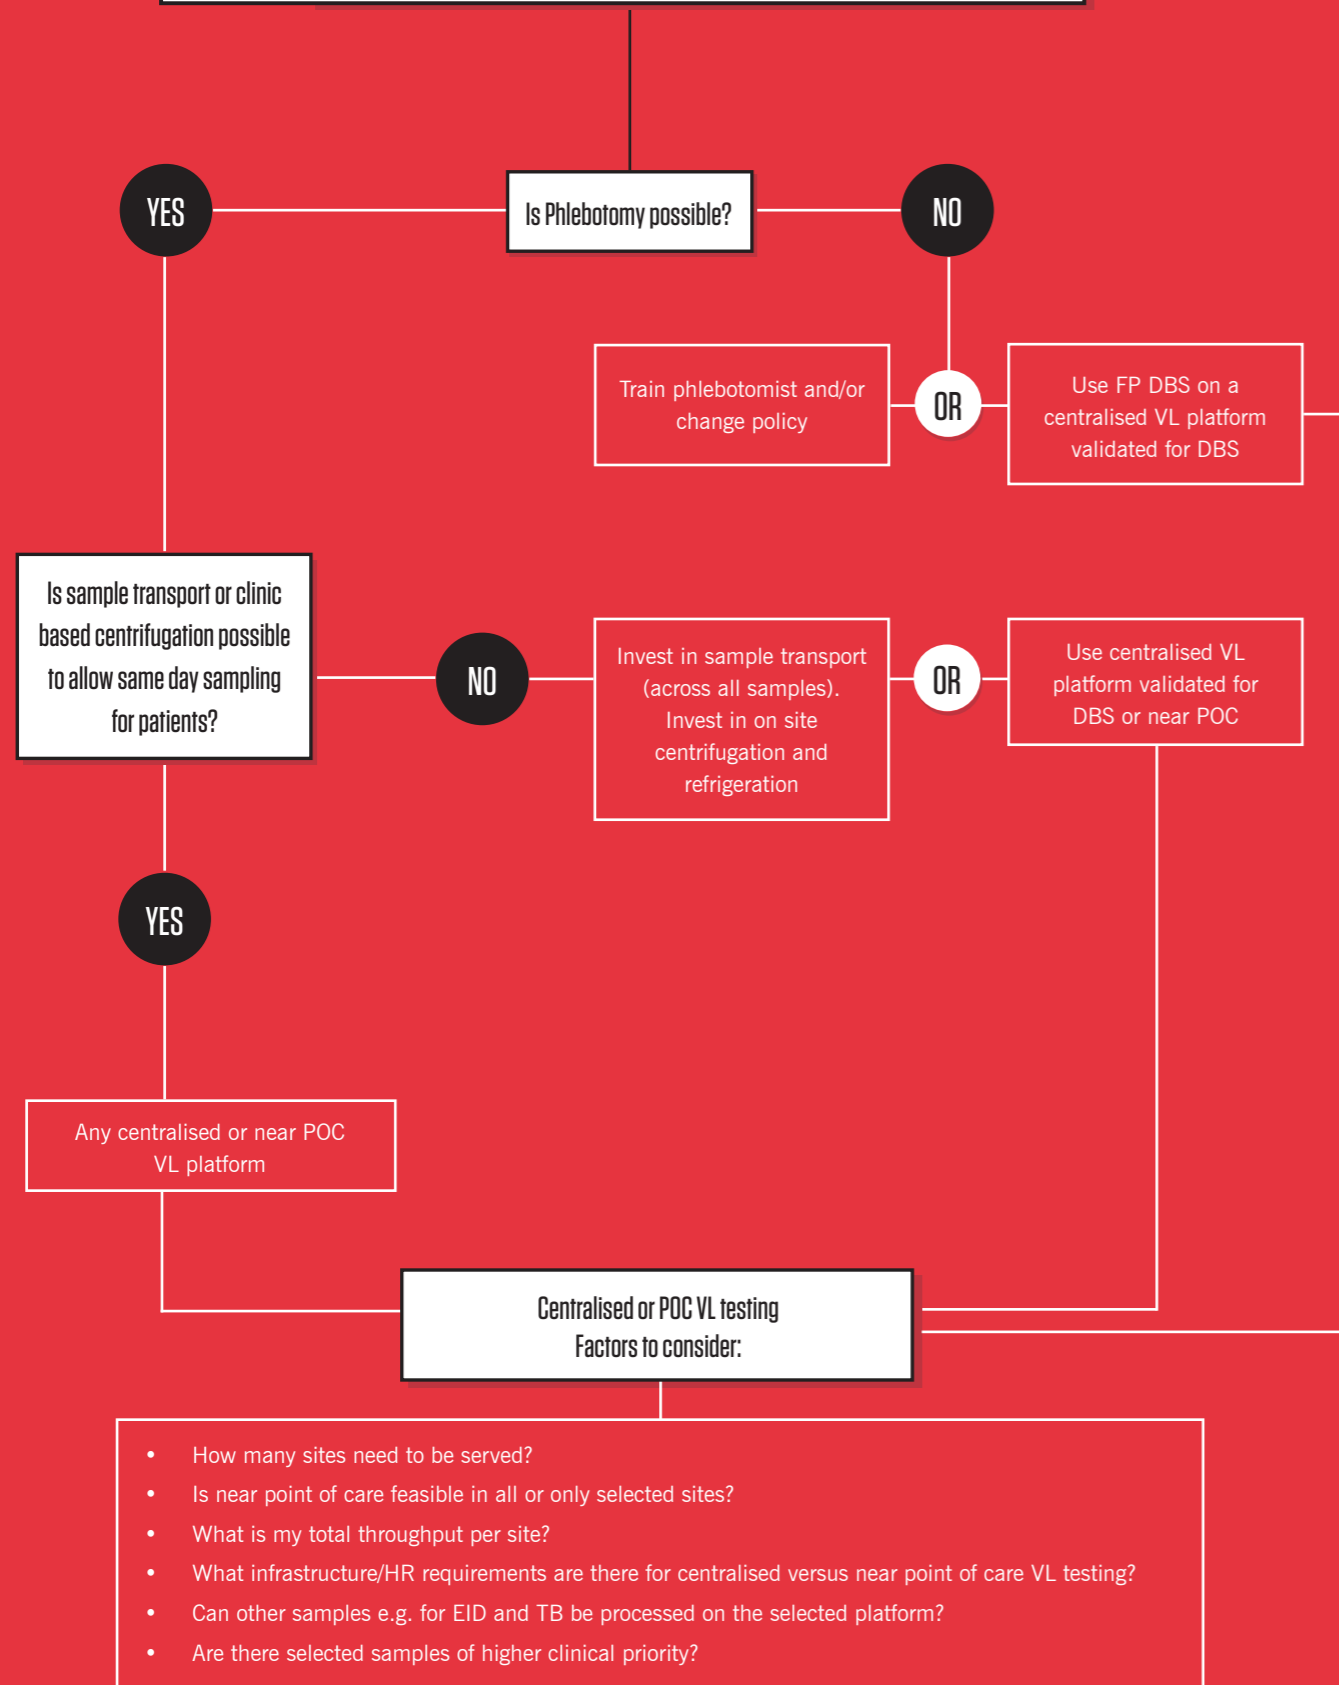 Is Phlebotomy possible?
YES
NO
Train phlebotomist and/or
change policy
OR
Use FP DBS on a
centralised VL platform
validated for DBS
Is sample transport or clinic
based centrifugation possible
to allow same day sampling
for patients?
NO
Invest in sample transport
(across all samples).
Invest in on site
centrifugation and
refrigeration
OR
Use centralised VL
platform validated for
DBS or near POC
YES
Any centralised or near POC
VL platform
Centralised or POC VL testing
Factors to consider:
• How many sites need to be served?
• Is near point of care feasible in all or only selected sites?
• What is my total throughput per site?
• What infrastructure/HR requirements are there for centralised versus near point of care VL testing?
• Can other samples e.g. for EID and TB be processed on the selected platform?
• Are there selected samples of higher clinical priority?